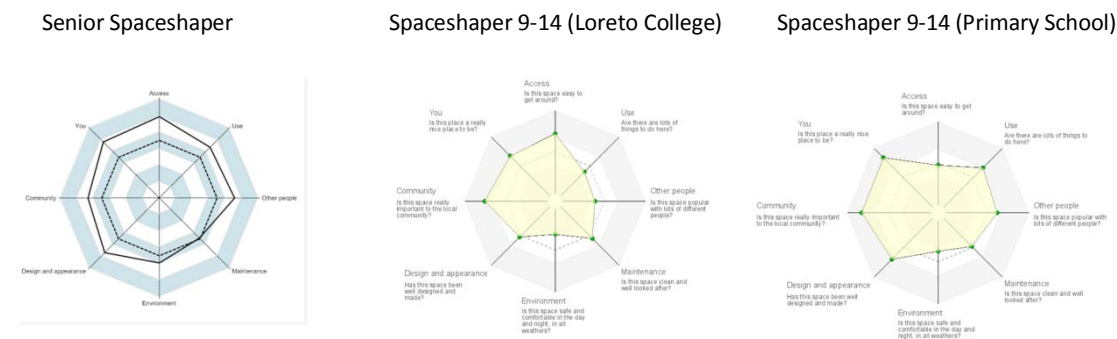 Senior Spaceshaper
Spaceshaper 9-14 (Loreto College)
Spaceshaper 9-14 (Primary School)
Access
You
Use
Community
Other people
Design and appearance
Maintenance
Environment
Access
Is this space easy to
get around?
You
Is this place a really
nice place to be?
Use
Are there are lots of
things to do here?
Community
Is this space really
important to the local
community?
Other people
Is this space popular
with lots of different
people?
Design and appearance
Has this space been
well designed and
made?
Maintenance
Is this space clean and
well looked after?
Environment
Is this space safe and
comfortable in the day
and night, in all
weathers?
Access
Is this space easy to get
around?
You
Is this place a really nice
place to be?
Use
Are there are lots of things to
do here?
Community
Is this space really important
to the local community?
Other people
Is this space popular with
lots of different people?
Design and appearance
Has this space been well
designed and made?
Maintenance
Is this space clean and well
looked after?
Environment
Is this space safe and
comfortable in the day and
night, in all weathers?